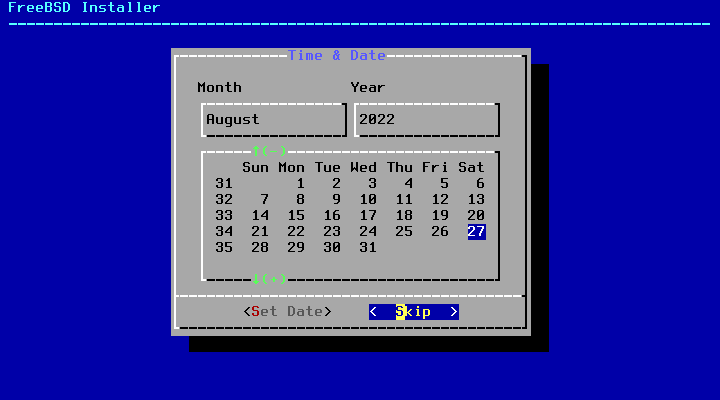 FreeBSD Installer
Time & Date
Month Year
August 2022
↑(-)
Sun Mon Tue Wed Thu Fri Sat
31 1 2 3 4 5 6
32 7 8 9 10 11 12 13
33 14 15 16 17 18 19 20
34 21 22 23 24 25 26 27
35 28 29 30 31
↓(+)
<Set Date> < Skip >